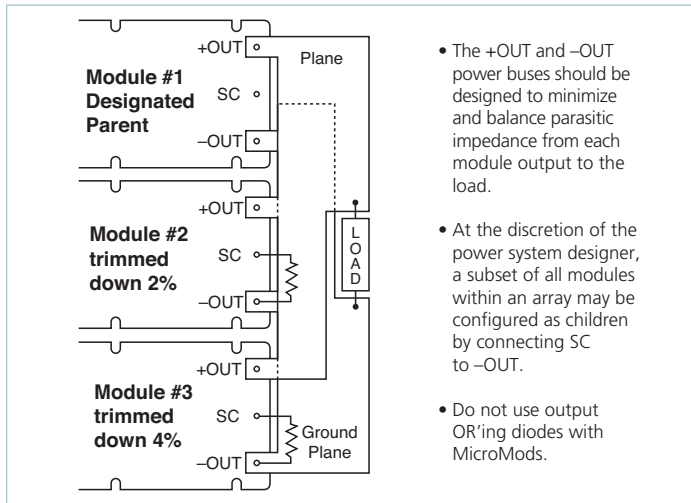 +OUT
Plane
Module #1
Designated
Parent
SC
–OUT
+OUT
Module #2
trimmed
down 2%
SC
–OUT
L
O
A
D
+OUT
Module #3
trimmed
down 4%
SC
Ground
Plane
–OUT
• The +OUT and –OUT
power buses should be
designed to minimize
and balance parasitic
impedance from each
module output to the
load.
• At the discretion of the
power system designer,
a subset of all modules
within an array may be
configured as children
by connecting SC
to –OUT.
• Do not use output
OR’ing diodes with
MicroMods.